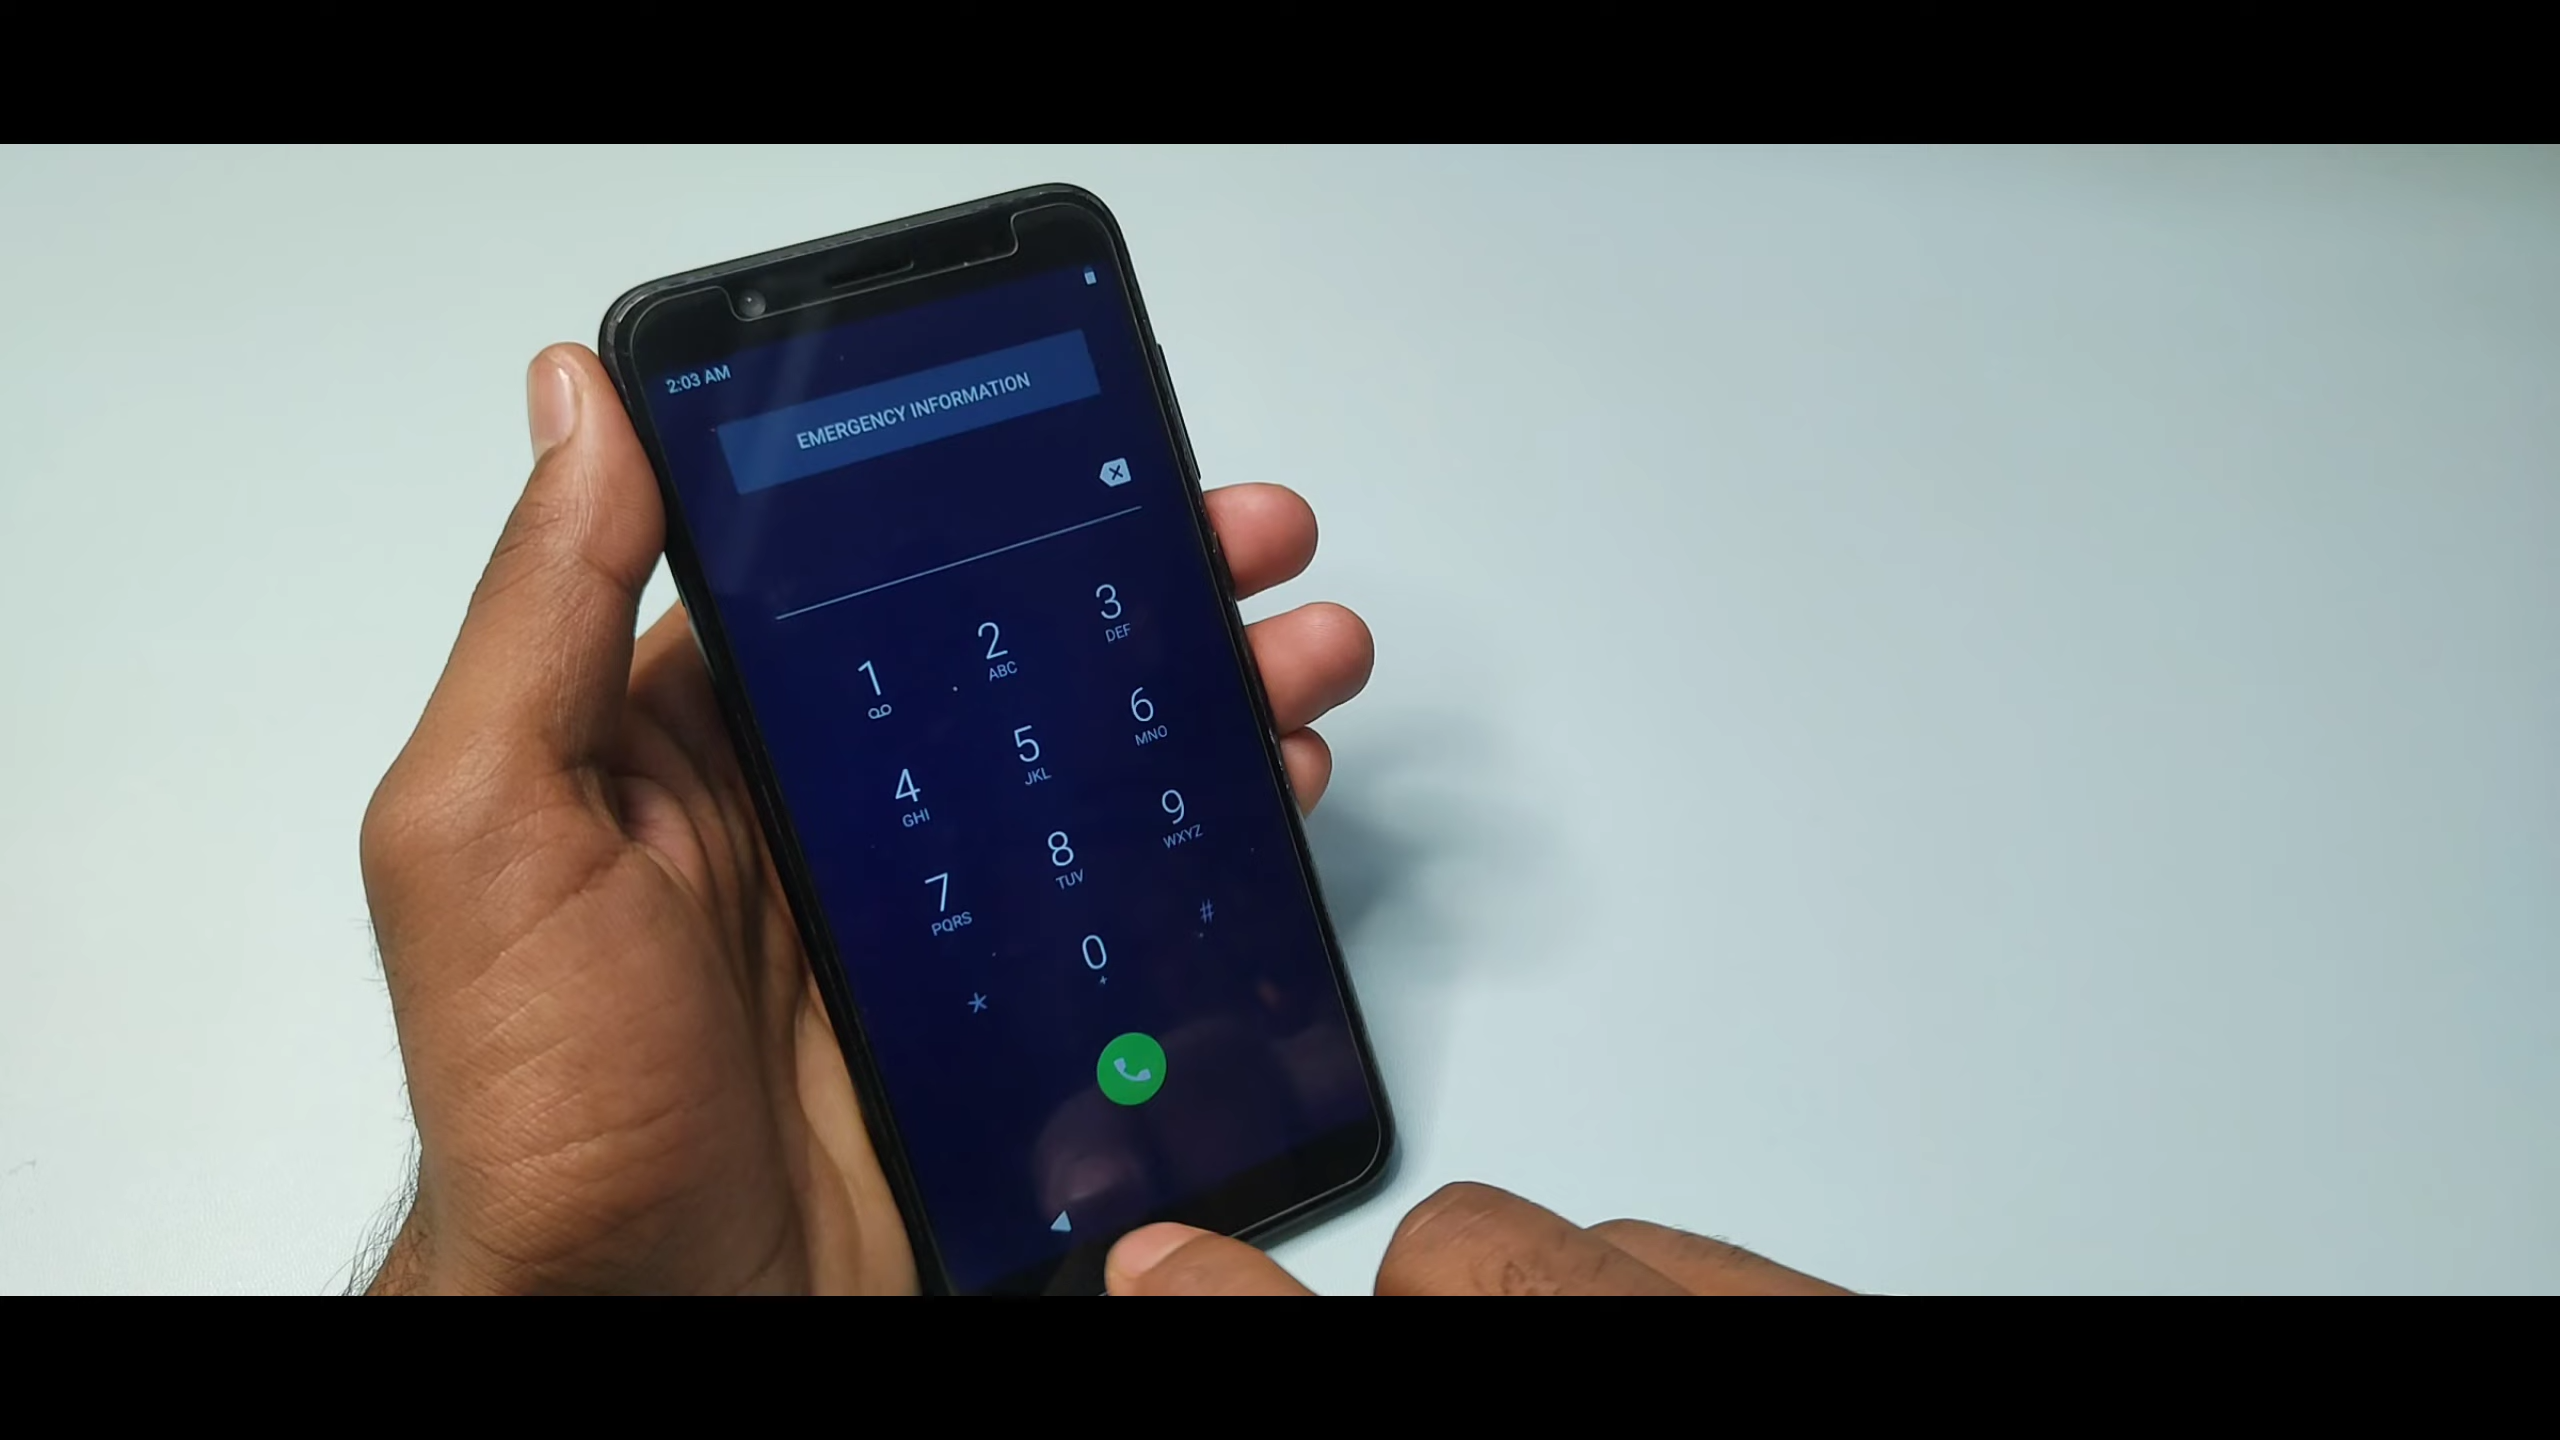 2:03 AM
EMERGENCY INFORMATION
1
2
ABC
3
DEF
4
GHI
5
JKL
6
MNO
7
PQRS
8
TUV
9
WXYZ
*
0
+
#